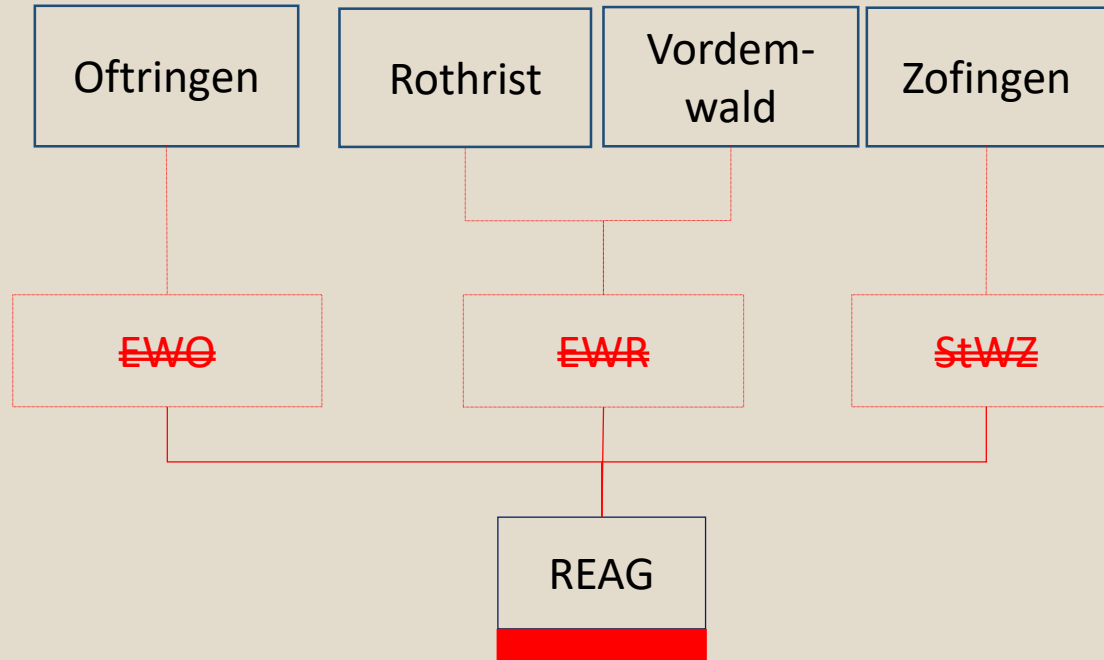 Oftringen
Rothrist
Vordem-
wald
Zofingen
EWO
EWR
StWZ
REAG